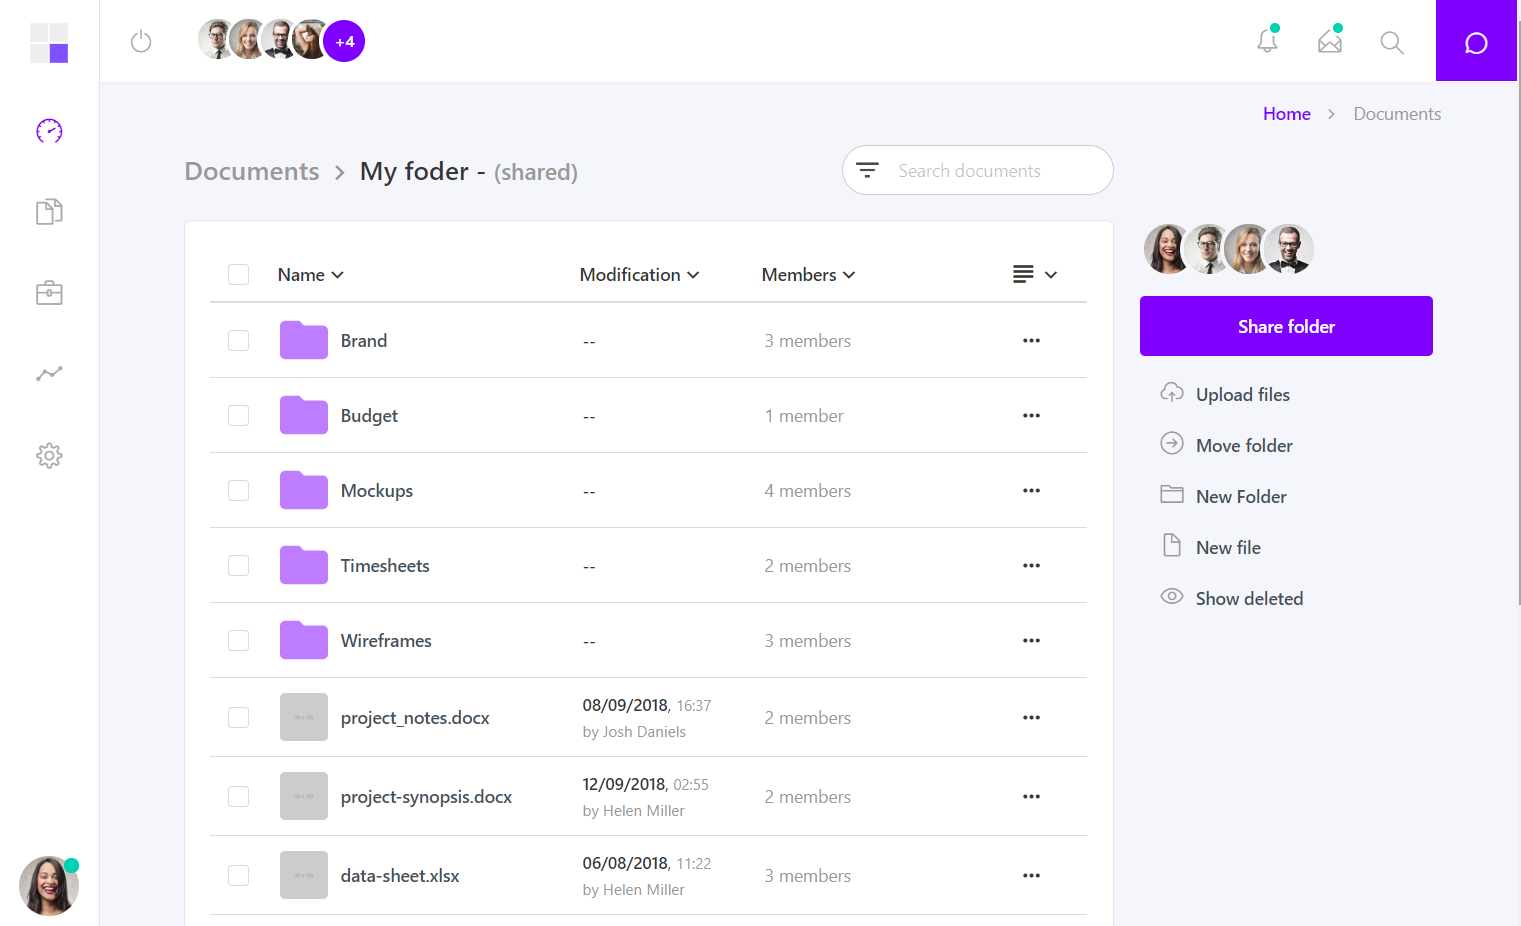 +4
Home > Documents
Documents > My foder - (shared)
Search documents
Name Modification Members
Brand -- 3 members
Budget -- 1 member
Mockups -- 4 members
Timesheets -- 2 members
Wireframes -- 3 members
project_notes.docx 08/09/2018, 16:37 2 members
by Josh Daniels
project-synopsis.docx 12/09/2018, 02:55 2 members
by Helen Miller
data-sheet.xlsx 06/08/2018, 11:22 3 members
by Helen Miller
Share folder
Upload files
Move folder
New Folder
New file
Show deleted